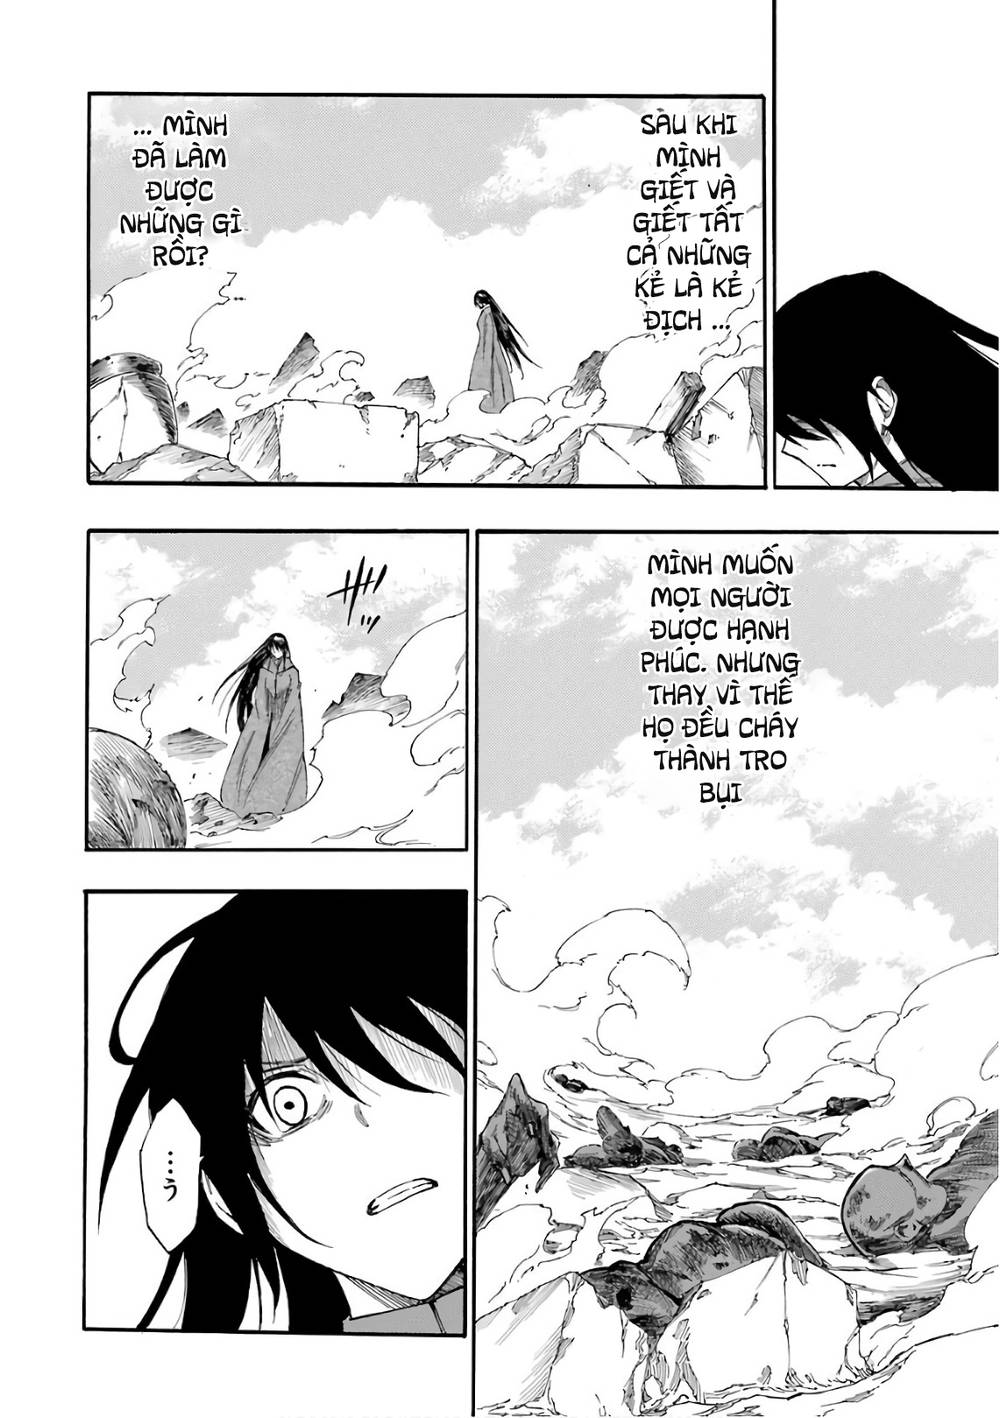 SÀU KHI
MÌNH
GIẾT VÀ
GIẾT TẤT
CẢ NHỮNG
KẺ LÀ KẺ
ĐỊCH ...
... MÌNH
ĐÃ LÀM
ĐƯỢC
NHỮNG GÌ
RỒI?
MÌNH MUỐN
MỌI NGƯỜI
ĐƯỢC HẠNH
PHÚC. NHƯNG
THAY VÌ THẾ
HỌ ĐỀU CHÁY
THÀNH TRO
BỤI
…う